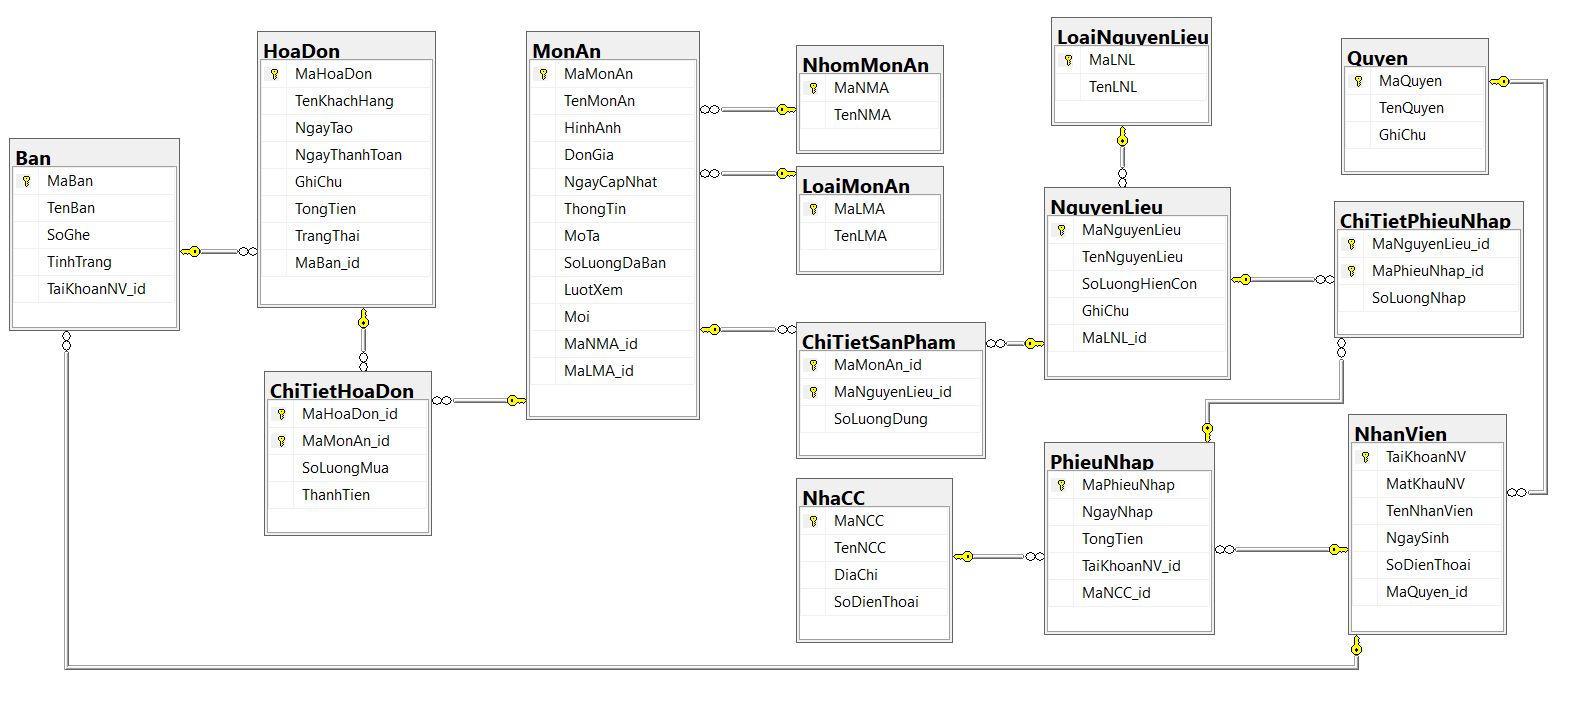 Ban
MaBan
TenBan
SoGhe
TinhTrang
TaiKhoanNV_id
HoaDon
MaHoaDon
TenKhachHang
NgayTao
NgayThanhToan
GhiChu
TongTien
TrangThai
MaBan_id
ChiTietHoaDon
MaHoaDon_id
MaMonAn_id
SoLuongMua
ThanhTien
MonAn
MaMonAn
TenMonAn
HinhAnh
DonGia
NgayCapNhat
ThongTin
MoTa
SoLuongDaBan
LuotXem
Moi
MaNMA_id
MaLMA_id
NhomMonAn
MaNMA
TenNMA
LoaiMonAn
MaLMA
TenLMA
ChiTietSanPham
MaMonAn_id
MaNguyenLieu_id
SoLuongDung
NhaCC
MaNCC
TenNCC
DiaChi
SoDienThoai
LoaiNguyenLieu
MaLNL
TenLNL
NguyenLieu
MaNguyenLieu
TenNguyenLieu
SoLuongHienCon
GhiChu
MaLNL_id
PhieuNhap
MaPhieuNhap
NgayNhap
TongTien
TaiKhoanNV_id
MaNCC_id
Quyen
MaQuyen
TenQuyen
GhiChu
ChiTietPhieuNhap
MaNguyenLieu_id
MaPhieuNhap_id
SoLuongNhap
NhanVien
TaiKhoanNV
MatKhauNV
TenNhanVien
NgaySinh
SoDienThoai
MaQuyen_id